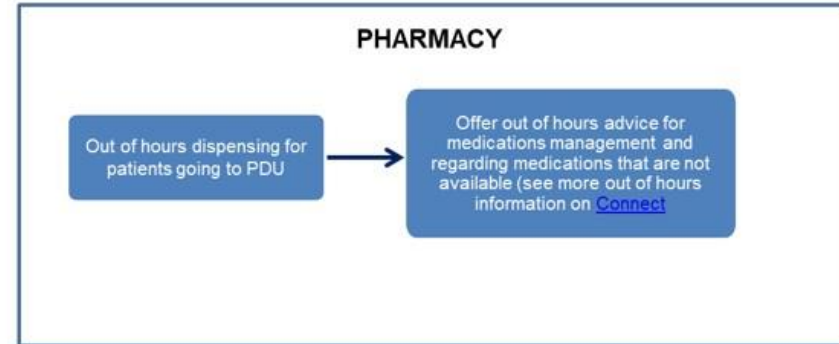 PHARMACY
Out of hours dispensing for
patients going to PDU
Offer out of hours advice for
medications management and
regarding medications that are not
available (see more out of hours
information on Connect